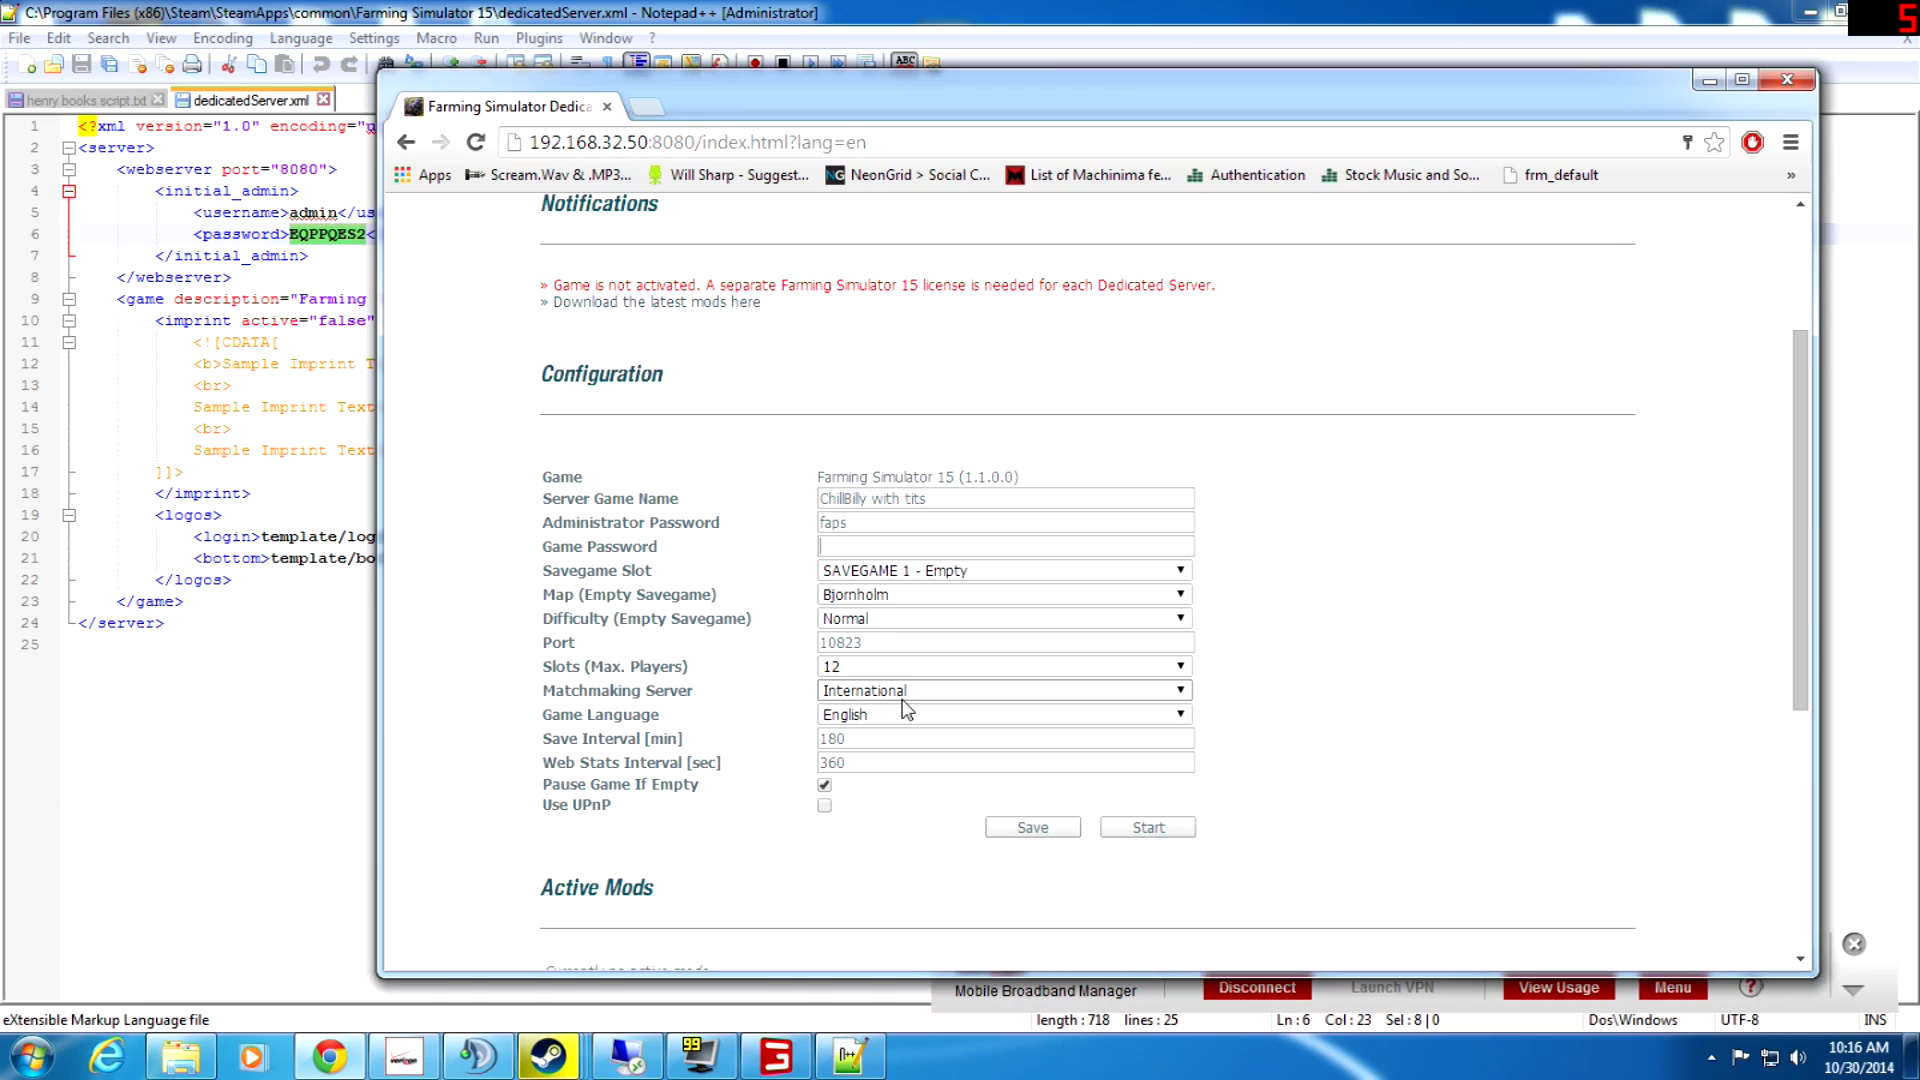 C:\Program Files (x86)\Steam\SteamApps\common\Farming Simulator 15\dedicatedServer.xml - Notepad++ [Administrator]
5
File Edit Search View Encoding Language Settings Macro Run Plugins Window ?
henry books script.txt dedicatedServer.xml
1 <?xml version="1.0" encoding="u
2 <server>
3 <webserver port="8080">
4 <initial_admin>
5 <username>admin</us
6 <password>EQPPQES2<
7 </initial_admin>
8 </webserver>
9 <game description="Farming
10 <imprint active="false"
11 <![CDATA[
12 <b>Sample Imprint T
13 <br>
14 Sample Imprint Text
15 <br>
16 Sample Imprint Text
17 ]]>
18 </imprint>
19 <logos>
20 <login>template/log
21 <bottom>template/bo
22 </logos>
23 </game>
24 </server>
25
Farming Simulator Dedica
192.168.32.50:8080/index.html?lang=en
Apps Scream.Wav & .MP3... Will Sharp - Suggest... NeonGrid > Social C... List of Machinima fe... Authentication Stock Music and So... frm_default »
Notifications
» Game is not activated. A separate Farming Simulator 15 license is needed for each Dedicated Server.
» Download the latest mods here
Configuration
Game Farming Simulator 15 (1.1.0.0)
Server Game Name ChillBilly with tits
Administrator Password faps
Game Password
Savegame Slot SAVEGAME 1 - Empty
Map (Empty Savegame) Bjornholm
Difficulty (Empty Savegame) Normal
Port 10823
Slots (Max. Players) 12
Matchmaking Server International
Game Language English
Save Interval [min] 180
Web Stats Interval [sec] 360
Pause Game If Empty
Use UPnP
Save Start
Active Mods
Currently no active mods
Mobile Broadband Manager Disconnect Launch VPN View Usage Menu ?
eXtensible Markup Language file length : 718 lines : 25 Ln : 6 Col : 23 Sel : 8 | 0 Dos\Windows UTF-8 INS
99
10:16 AM
10/30/2014